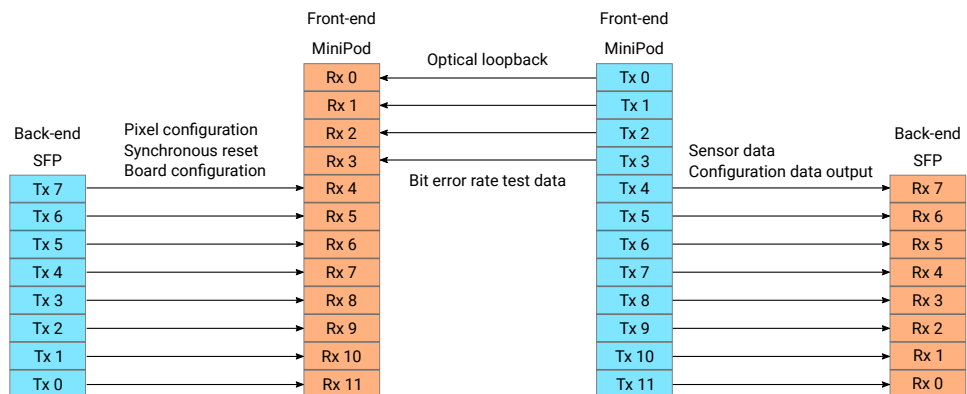 Front-end
MiniPod
Front-end
MiniPod
Optical loopback
Rx 0
Rx 1
Rx 2
Rx 3
Rx 4
Rx 5
Rx 6
Rx 7
Rx 8
Rx 9
Rx 10
Rx 11
Tx 0
Tx 1
Tx 2
Tx 3
Tx 4
Tx 5
Tx 6
Tx 7
Tx 8
Tx 9
Tx 10
Tx 11
Bit error rate test data
Back-end
SFP
Tx 7
Tx 6
Tx 5
Tx 4
Tx 3
Tx 2
Tx 1
Tx 0
Pixel configuration
Synchronous reset
Board configuration
Sensor data
Configuration data output
Back-end
SFP
Rx 7
Rx 6
Rx 5
Rx 4
Rx 3
Rx 2
Rx 1
Rx 0